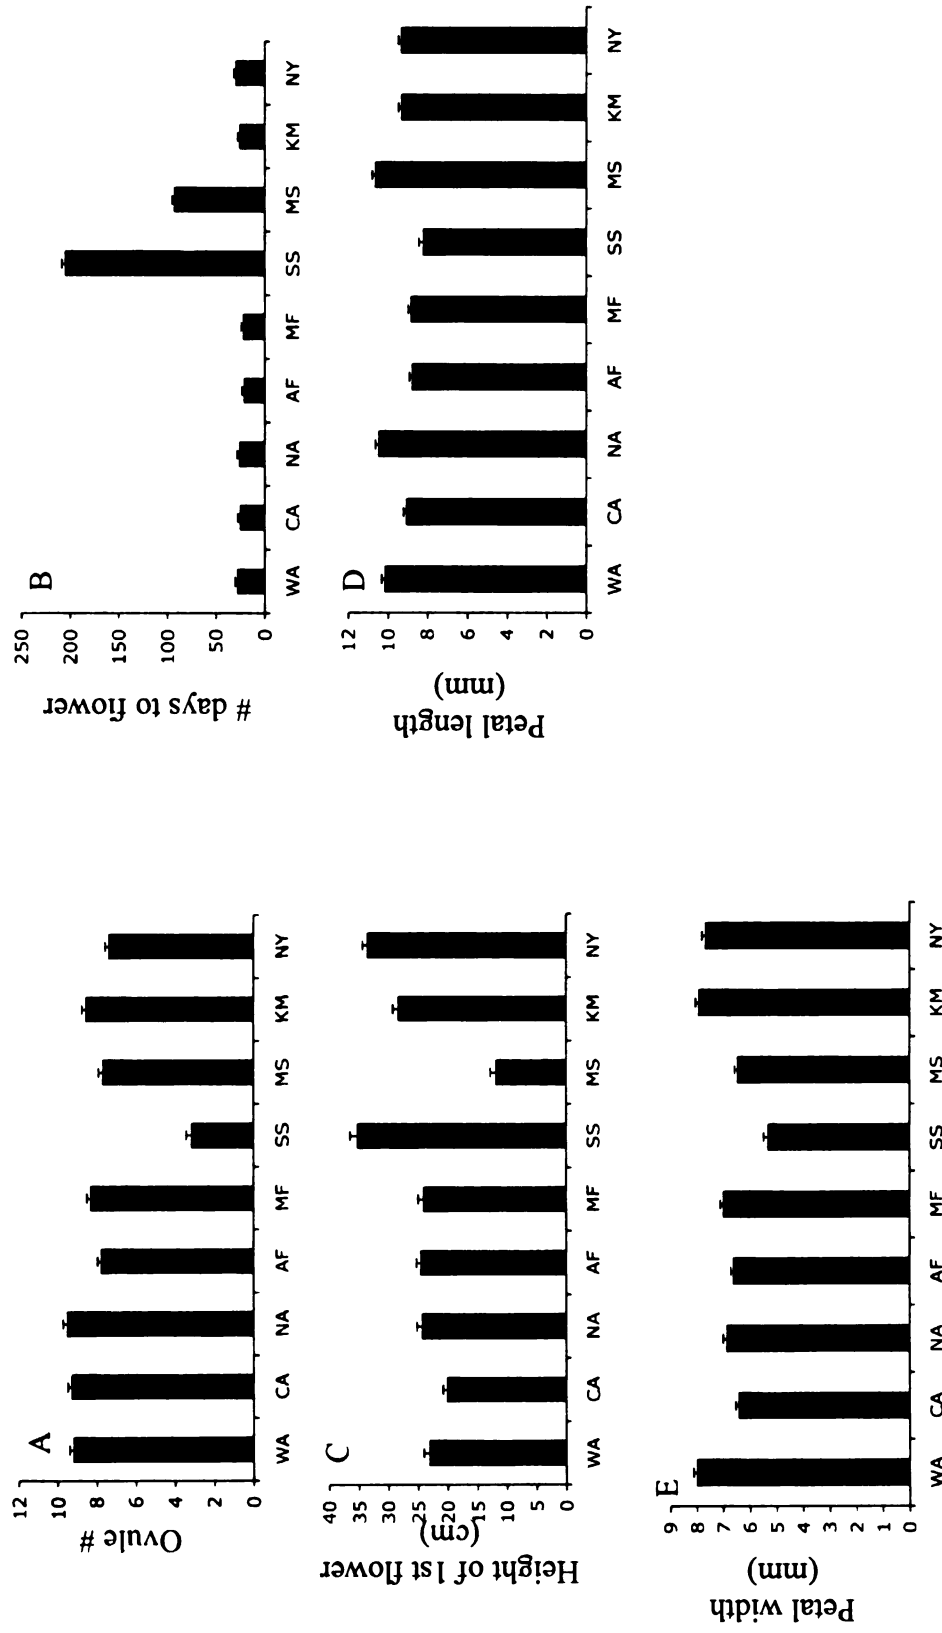 A
Ovule #
12
10
8
6
4
2
0
WA CA NA AF MF SS MS KM NY
B
# days to flower
250
200
150
100
50
0
WA CA NA AF MF SS MS KM NY
C
Height of 1st flower
(cm)
40
35
30
25
20
15
10
5
0
WA CA NA AF MF SS MS KM NY
D
Petal length
(mm)
12
10
8
6
4
2
0
WA CA NA AF MF SS MS KM NY
E
Petal width
(mm)
9
8
7
6
5
4
3
2
1
0
WA CA NA AF MF SS MS KM NY